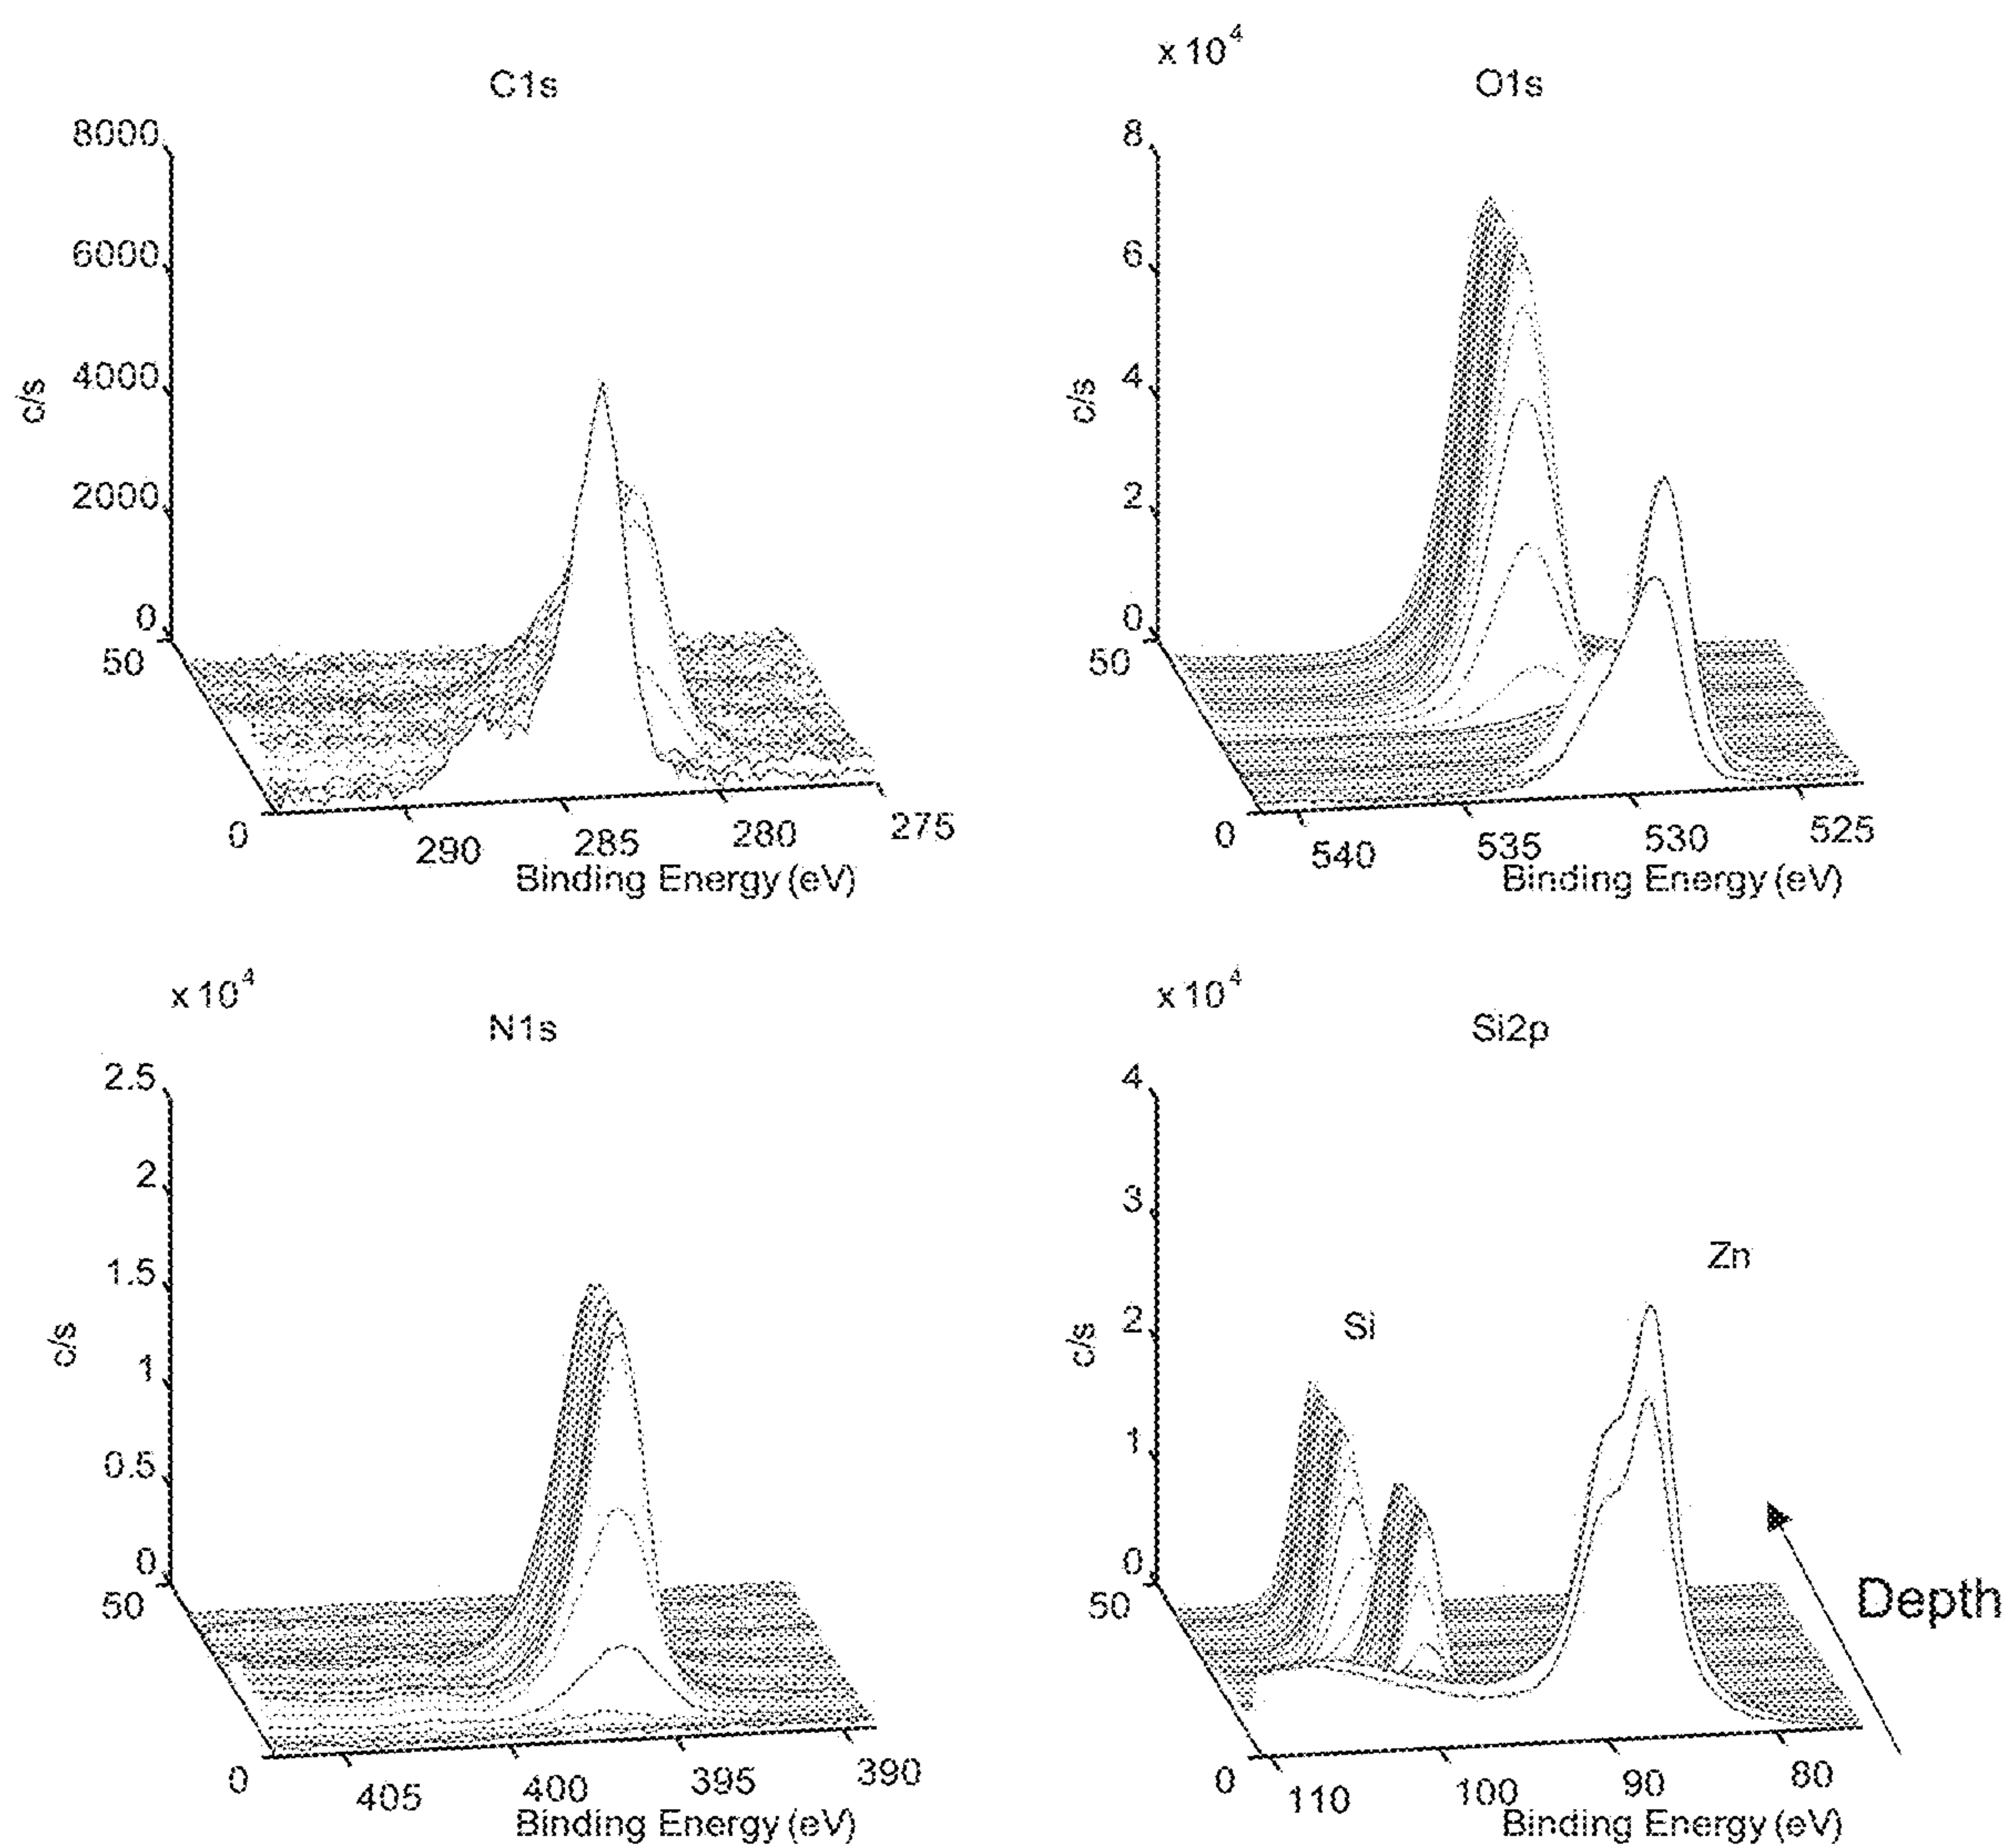 C1s
8000
6000
4000
2000
0
c/s
50
0
290
285
280
275
Binding Energy (eV)
x 10^4
O1s
8
6
4
2
0
c/s
50
0
540
535
530
525
Binding Energy (eV)
x 10^4
N1s
2.5
2
1.5
1
0.5
0
c/s
50
0
405
400
395
390
Binding Energy (eV)
x 10^4
Si2p
4
3
2
1
0
c/s
Si
Zn
Depth
50
0
110
100
90
80
Binding Energy (eV)